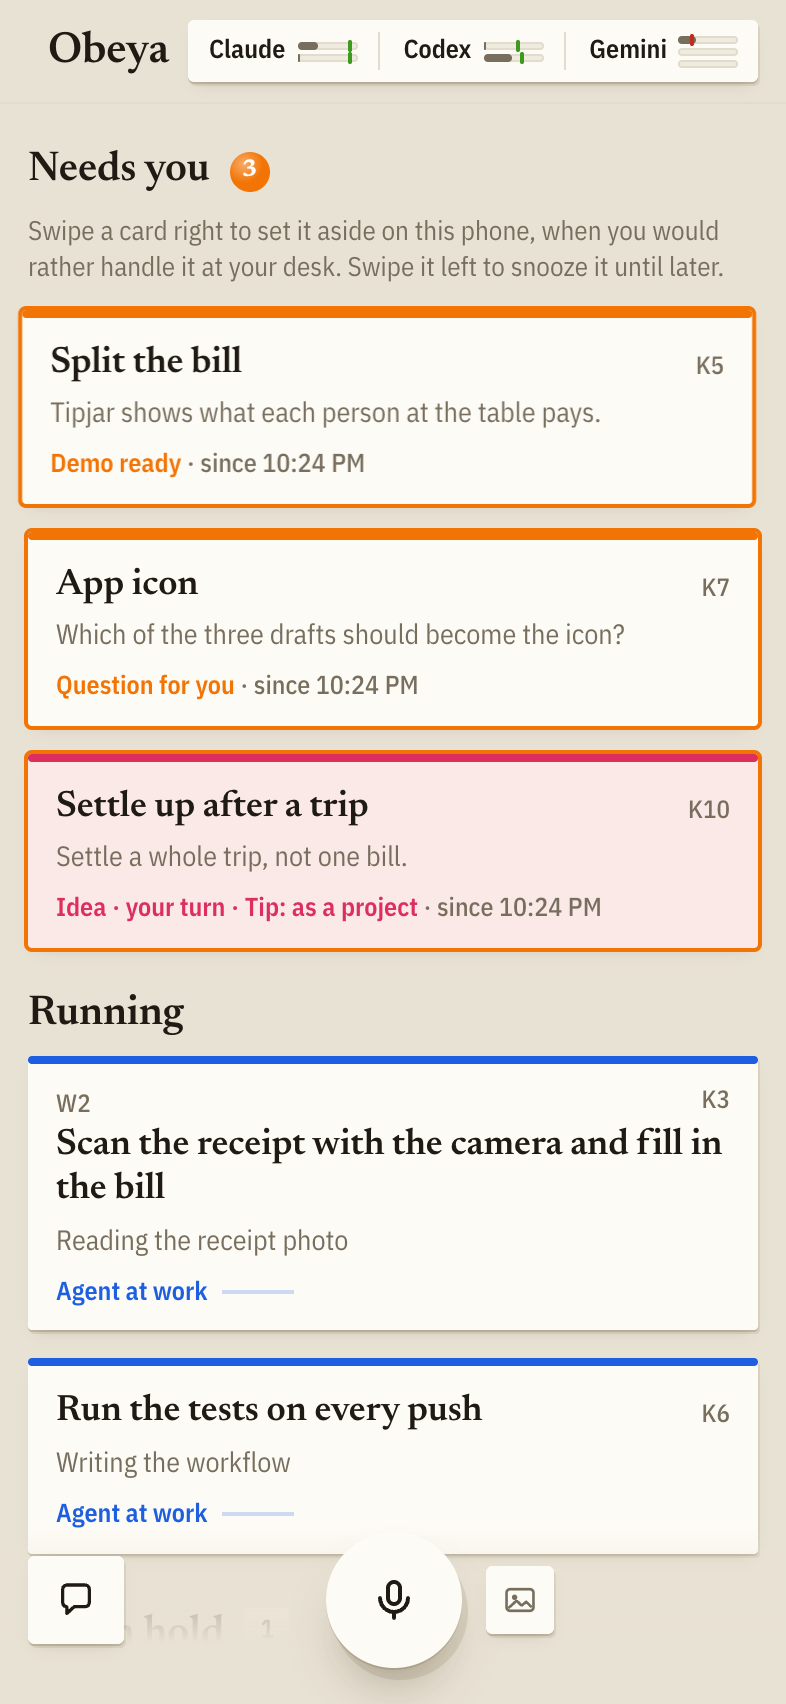 Obeya
Claude
Codex
Gemini
Needs you 3
Swipe a card right to set it aside on this phone, when you would
rather handle it at your desk. Swipe it left to snooze it until later.
Split the bill
K5
Tipjar shows what each person at the table pays.
Demo ready · since 10:24 PM
App icon
K7
Which of the three drafts should become the icon?
Question for you · since 10:24 PM
Settle up after a trip
K10
Settle a whole trip, not one bill.
Idea · your turn · Tip: as a project · since 10:24 PM
Running
W2
K3
Scan the receipt with the camera and fill in
the bill
Reading the receipt photo
Agent at work
Run the tests on every push
K6
Writing the workflow
Agent at work
hold 1